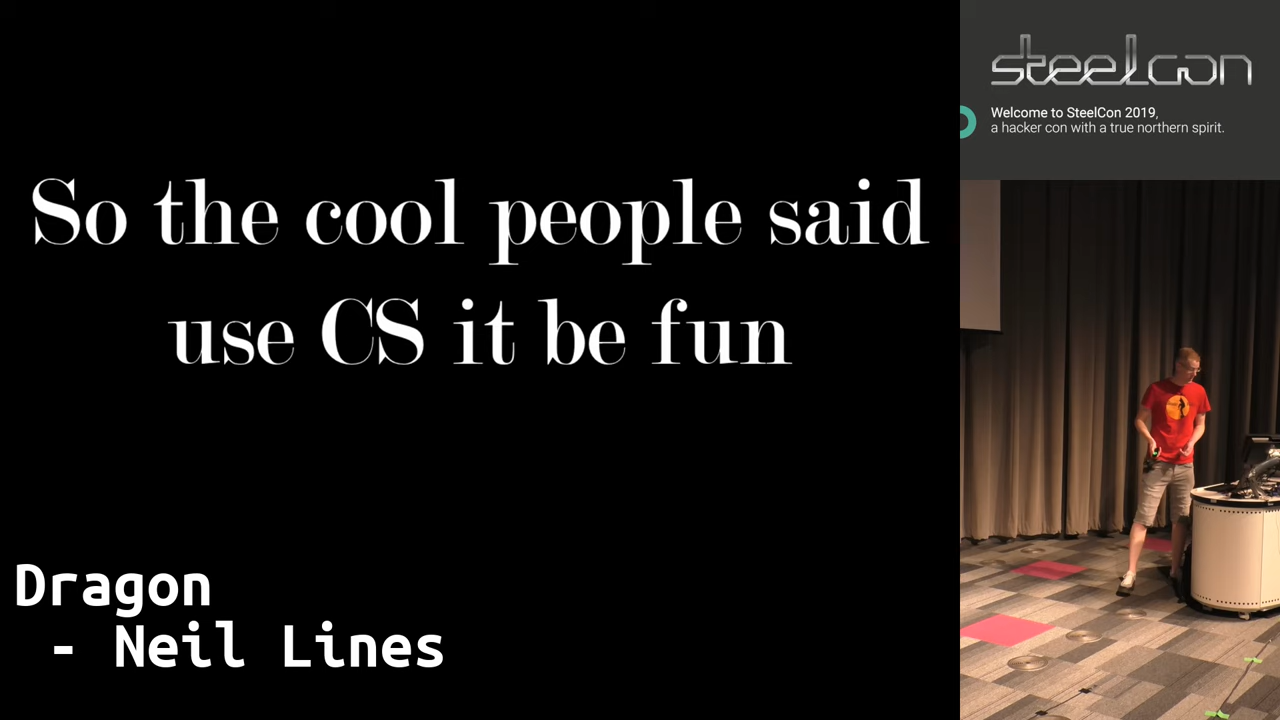 So the cool people said
use CS it be fun
Dragon
- Neil Lines
steelcon
Welcome to SteelCon 2019,
a hacker con with a true northern spirit.